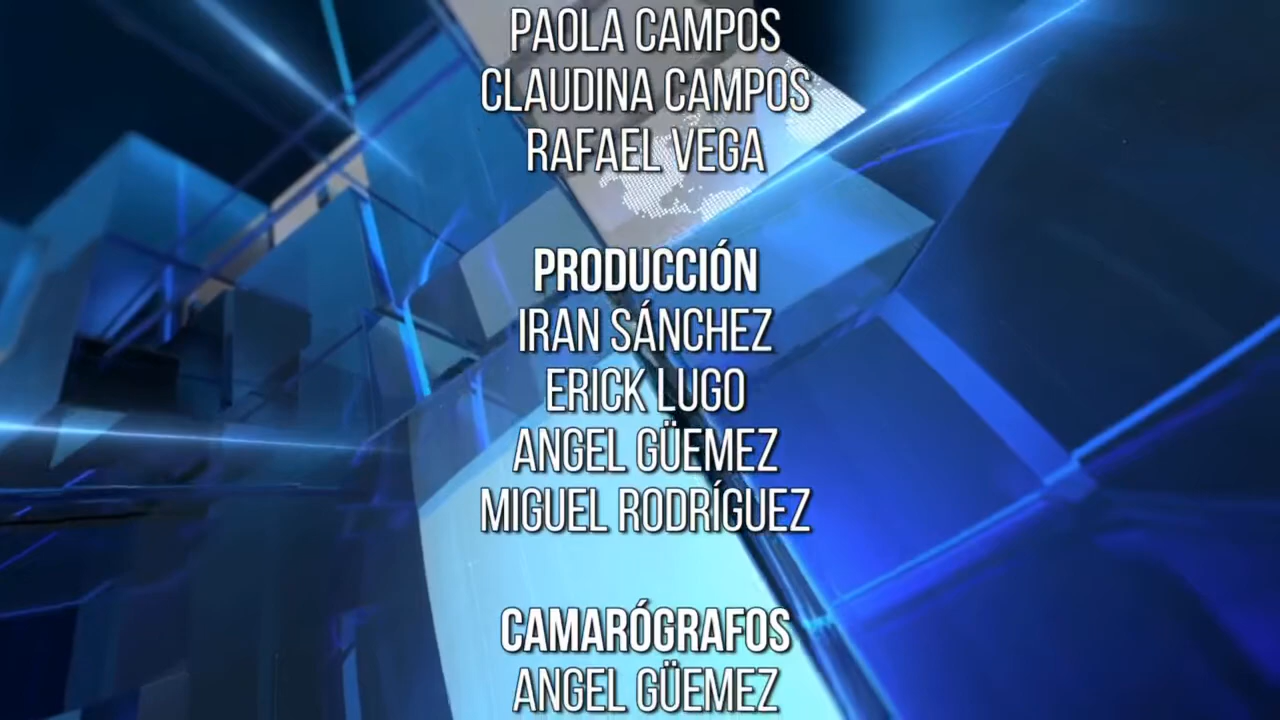 PAOLA CAMPOS
CLAUDINA CAMPOS
RAFAEL VEGA
PRODUCCIÓN
IRAN SÁNCHEZ
ERICK LUGO
ANGEL GÜEMEZ
MIGUEL RODRÍGUEZ
CAMARÓGRAFOS
ANGEL GÜEMEZ